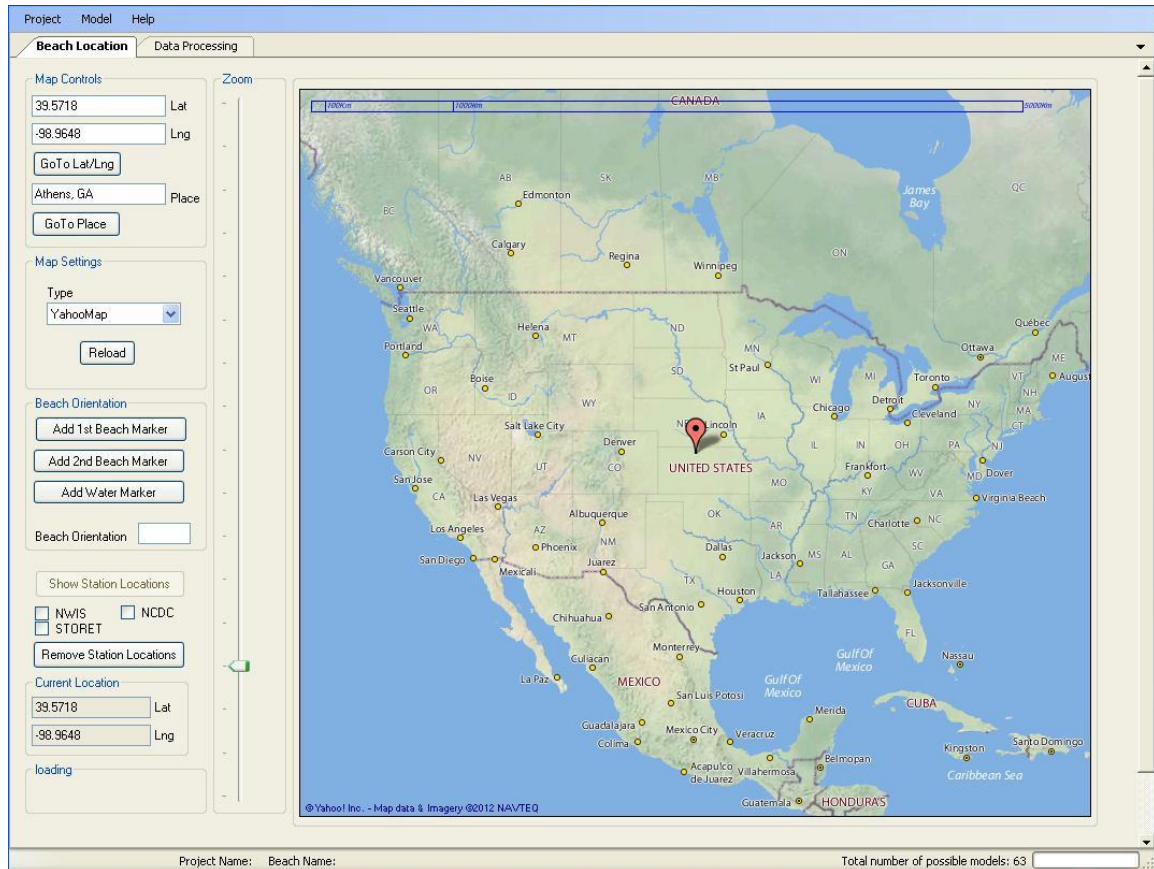 Project Model Help
Beach Location Data Processing
Map Controls
39.5718 Lat
-98.9648 Lng
GoTo Lat/Lng
Athens, GA Place
GoTo Place
Map Settings
Type
YahooMap
Reload
Beach Orientation
Add 1st Beach Marker
Add 2nd Beach Marker
Add Water Marker
Beach Orientation
Show Station Locations
NWIS NCDC
STORET
Remove Station Locations
Current Location
39.5718 Lat
-98.9648 Lng
loading
Zoom
100Km 1000Km 5000Km
CANADA
James
Bay
AB SK MB QC
Edmonton
BC
Calgary
ON
Regina
Winnipeg
Vancouver
Seattle
WA
Helena
MT
ND
Québec
Portland
MN
Ottawa
ME
St Paul
SD
WI
MI
Toronto
VT
August
OR
Boise
ID
WY
NH
Detroit
NY
MA
Chicago
Cleveland
CT
IA
Salt Lake City
NE
Lincoln
Denver
IL
IN
OH
PA
NJ
Carson City
NV
UT
CO
UNITED STATES
Frankfort
WV
MD
Dover
San Jose
CA
MO
KY
VA
Virginia Beach
Las Vegas
Albuquerque
OK
AR
TN
Charlotte
NC
Los Angeles
AZ
NM
SC
Phoenix
Dallas
Jackson
MS
AL
GA
San Diego
Mexicali
Juarez
TX
LA
Jacksonville
Houston
Tallahassee
San Antonio
Chihuahua
FL
Monterrey
Gulf Of
Mexico
Nassau
Culiacan
La Paz
MEXICO
Gulf Of
Mexico
San Luis Potosi
CUBA
Merida
Guadalajara
Mexico City
Veracruz
Colima
Kingston
Santo Domingo
Belmopan
Acapulco
de Juarez
Villahermosa
Caribbean Sea
Guatemala
HONDURAS
© Yahoo! Inc. - Map data & Imagery ©2012 NAVTEQ
Project Name: Beach Name: Total number of possible models: 63